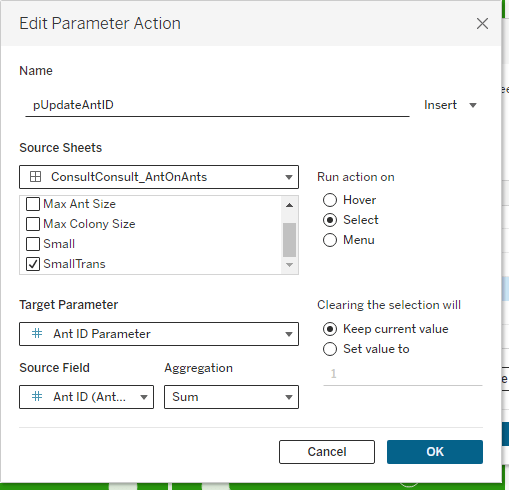 Edit Parameter Action
Name
pUpdateAntID
Insert
Source Sheets
ConsultConsult_AntOnAnts
Run action on
Max Ant Size
Hover
Max Colony Size
Select
Small
Menu
SmallTrans
Target Parameter
Clearing the selection will
# Ant ID Parameter
Keep current value
Source Field
Aggregation
Set value to
# Ant ID (Ant...
Sum
1
Cancel
OK